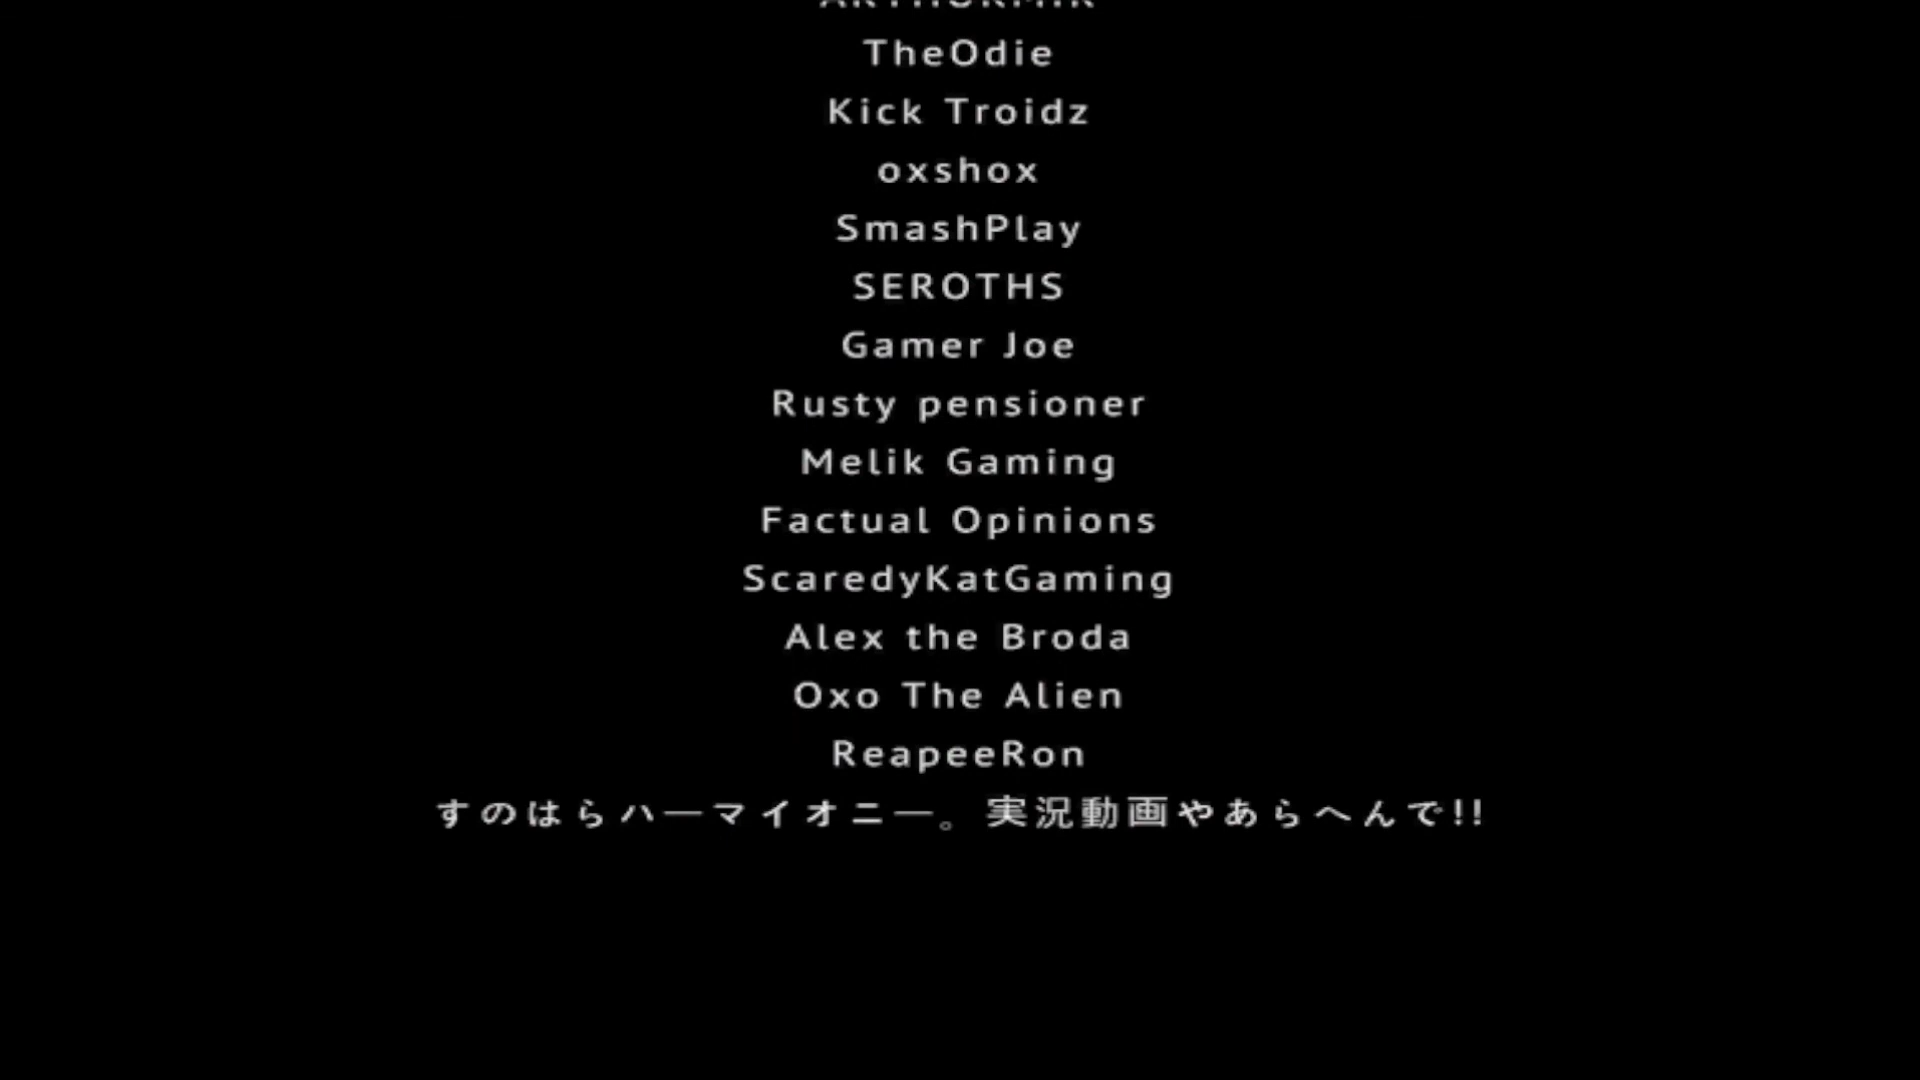 TheOdie
Kick Troidz
oxshox
SmashPlay
SEROTHS
Gamer Joe
Rusty pensioner
Melik Gaming
Factual Opinions
ScaredyKatGaming
Alex the Broda
Oxo The Alien
ReapeeRon
すのはらハーマイオニー。実況動画やあらへんで!!